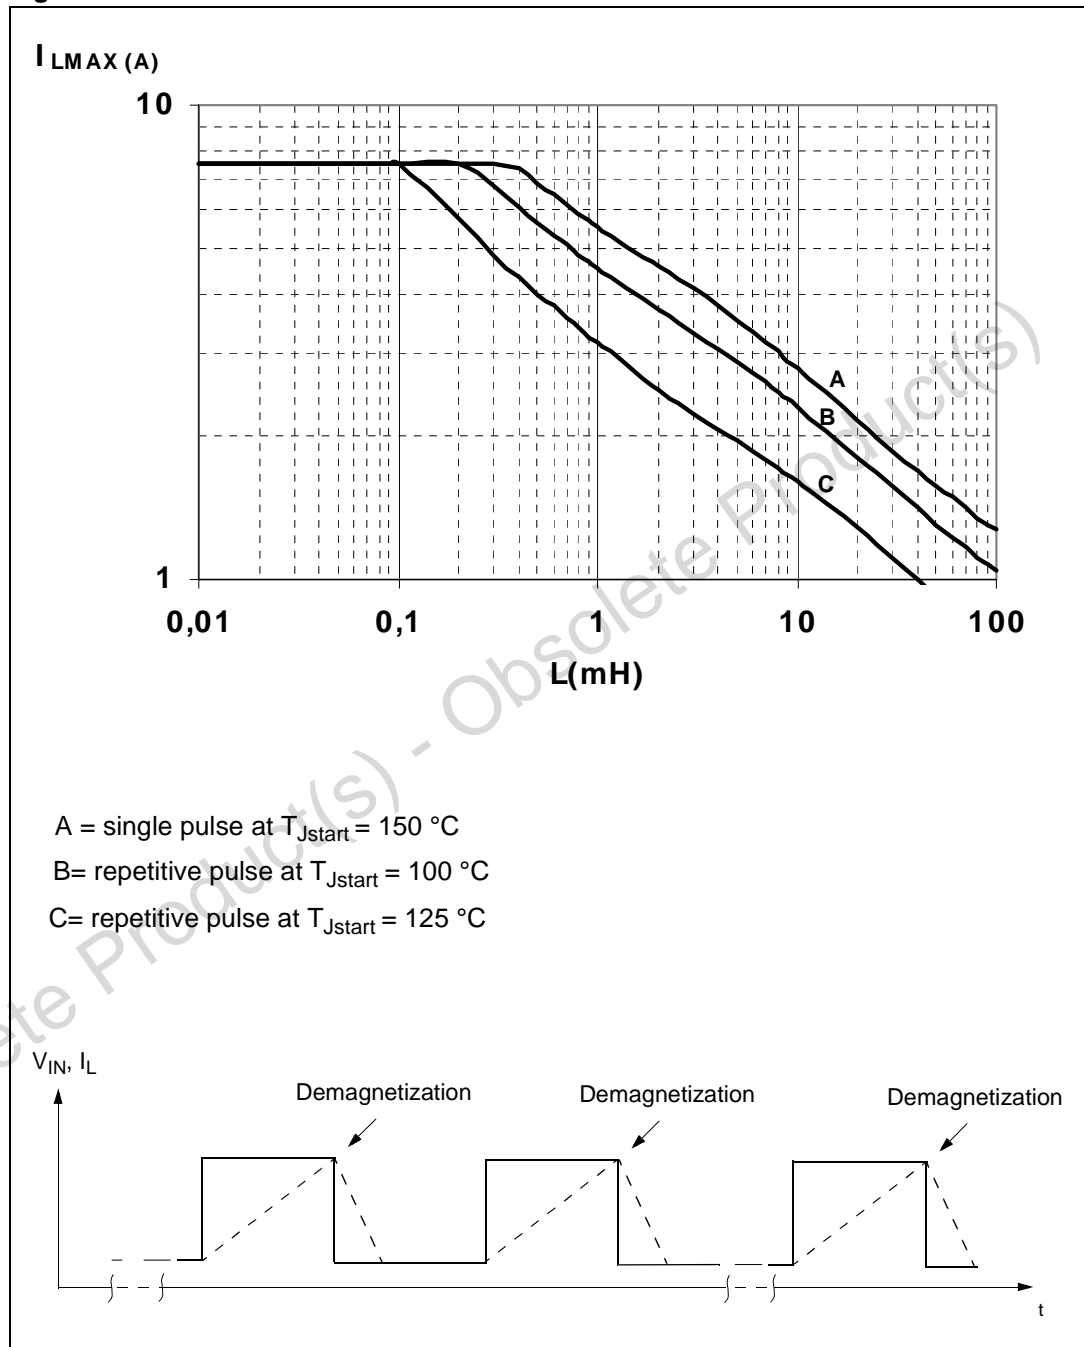 I LMAX (A)
10
1
0,01 0,1 1 10 100
L(mH)
A
B
C
A = single pulse at TJstart = 150 °C
B= repetitive pulse at TJstart = 100 °C
C= repetitive pulse at TJstart = 125 °C
VIN, IL
Demagnetization Demagnetization Demagnetization
t
ete Product(s) - Obsolete Product(s)